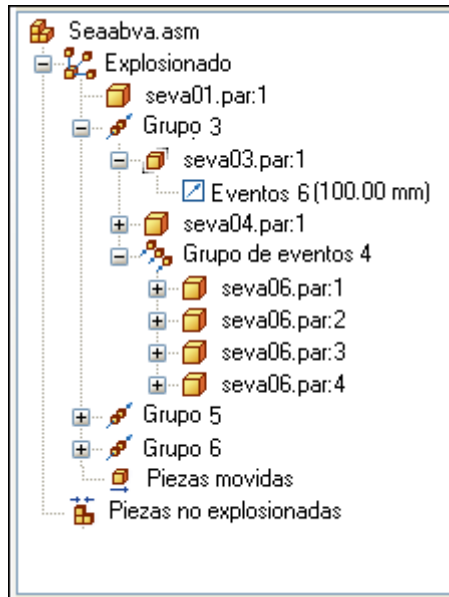 Seaabva.asm
Explosionado
seva01.par:1
Grupo 3
seva03.par:1
Eventos 6 (100.00 mm)
seva04.par:1
Grupo de eventos 4
seva06.par:1
seva06.par:2
seva06.par:3
seva06.par:4
Grupo 5
Grupo 6
Piezas movidas
Piezas no explosionadas